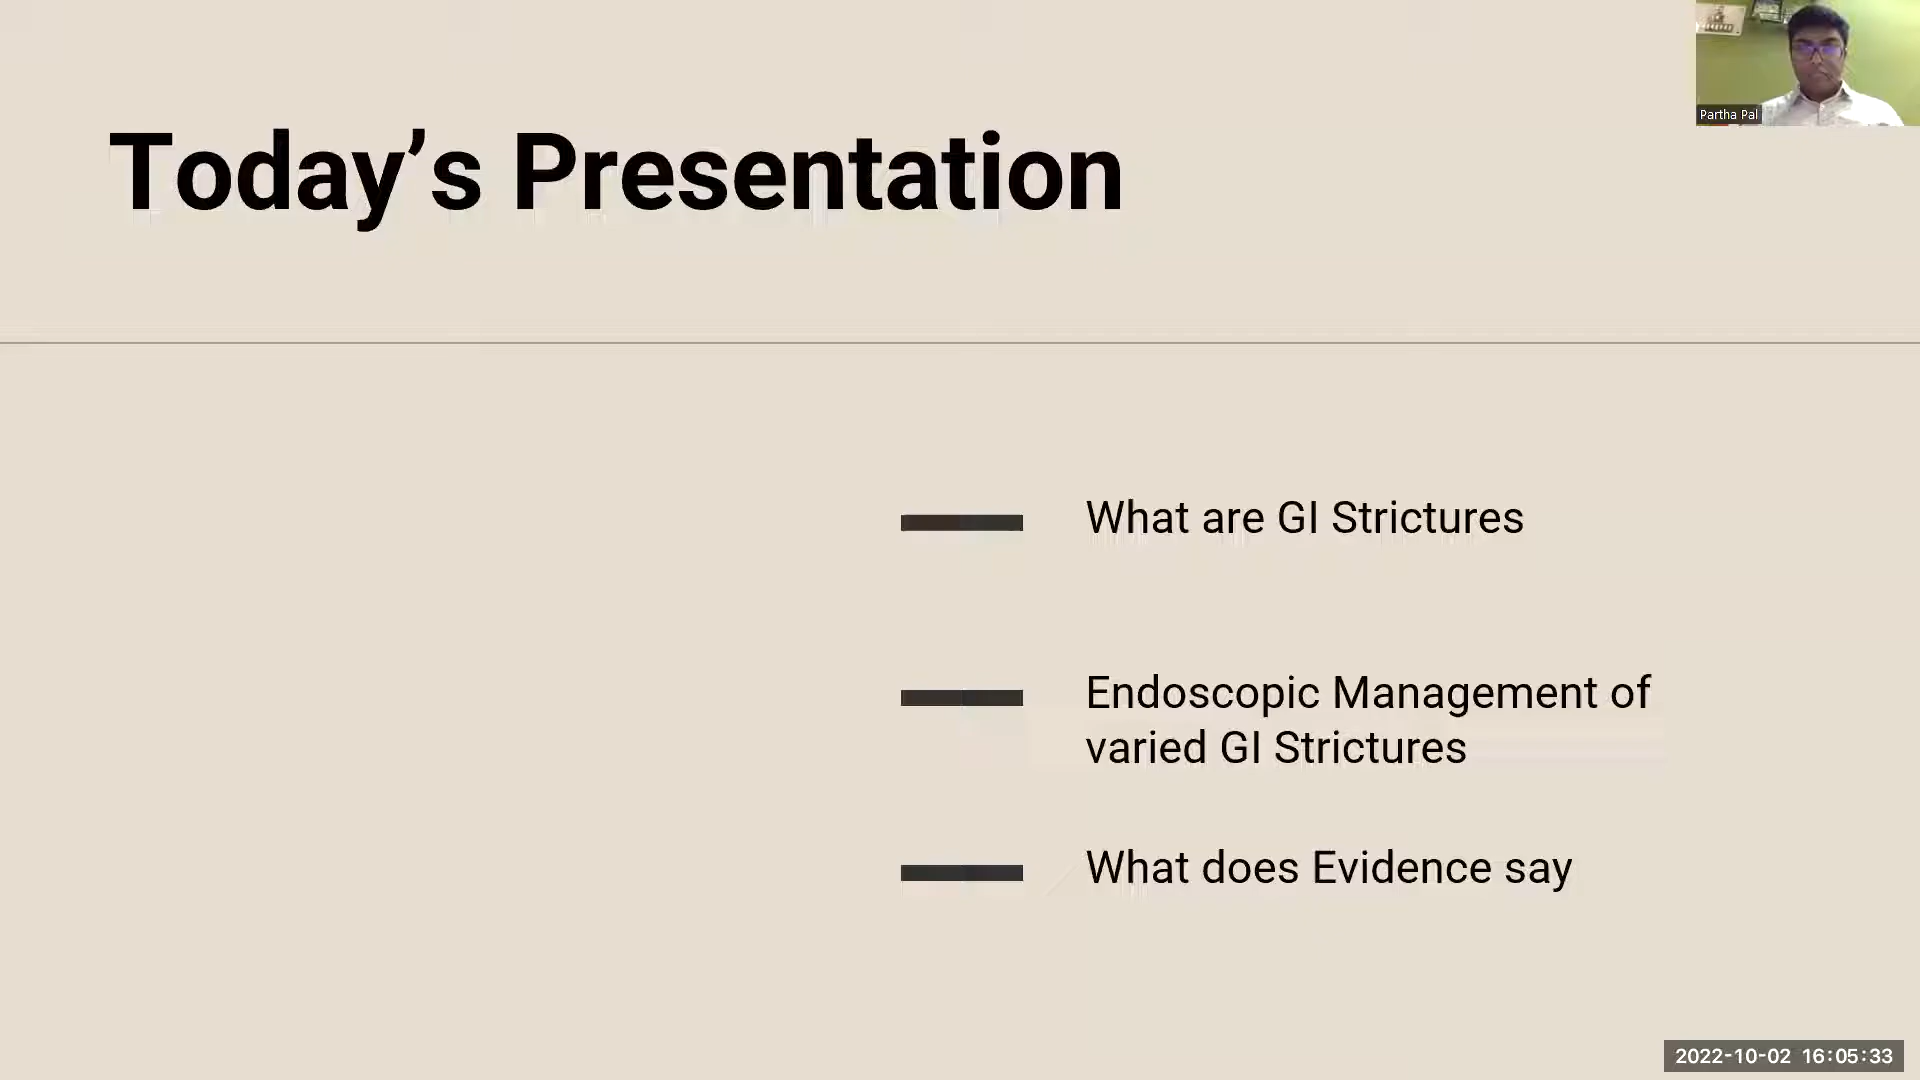 Partha Pal
Today’s Presentation
What are GI Strictures
Endoscopic Management of
varied GI Strictures
What does Evidence say
2022-10-02 16:05:33